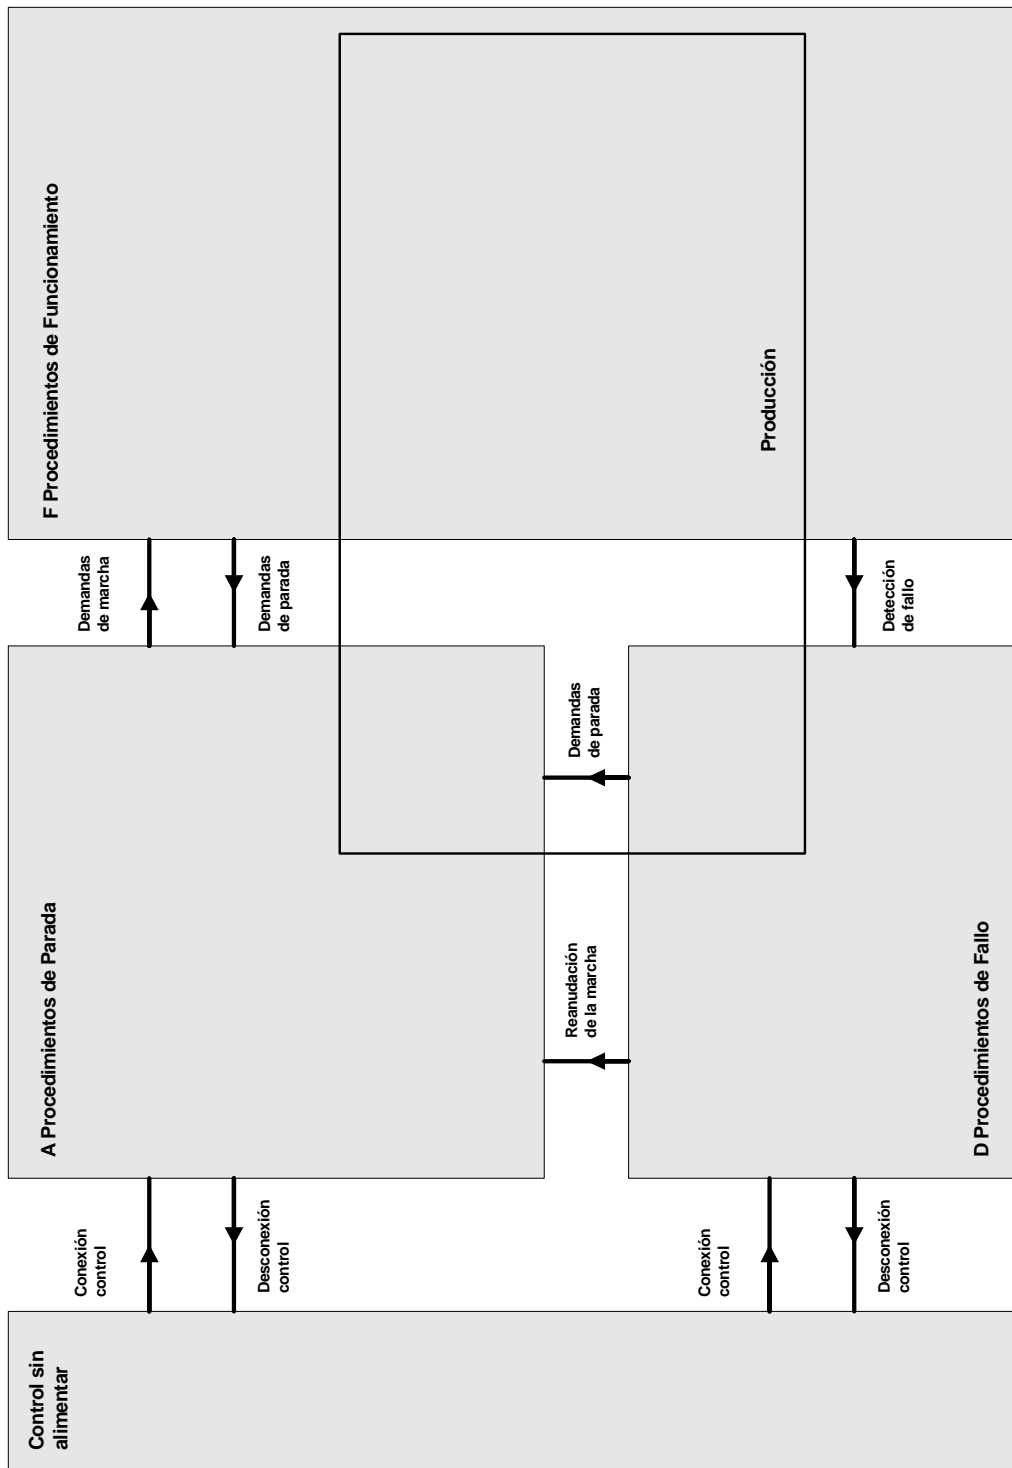 Control sin
alimentar
Conexión
control
Desconexión
control
Conexión
control
Desconexión
control
A Procedimientos de Parada
Reanudación
de la marcha
D Procedimientos de Fallo
Demandas
de parada
Demandas
de marcha
Demandas
de parada
Detección
de fallo
F Procedimientos de Funcionamiento
Producción